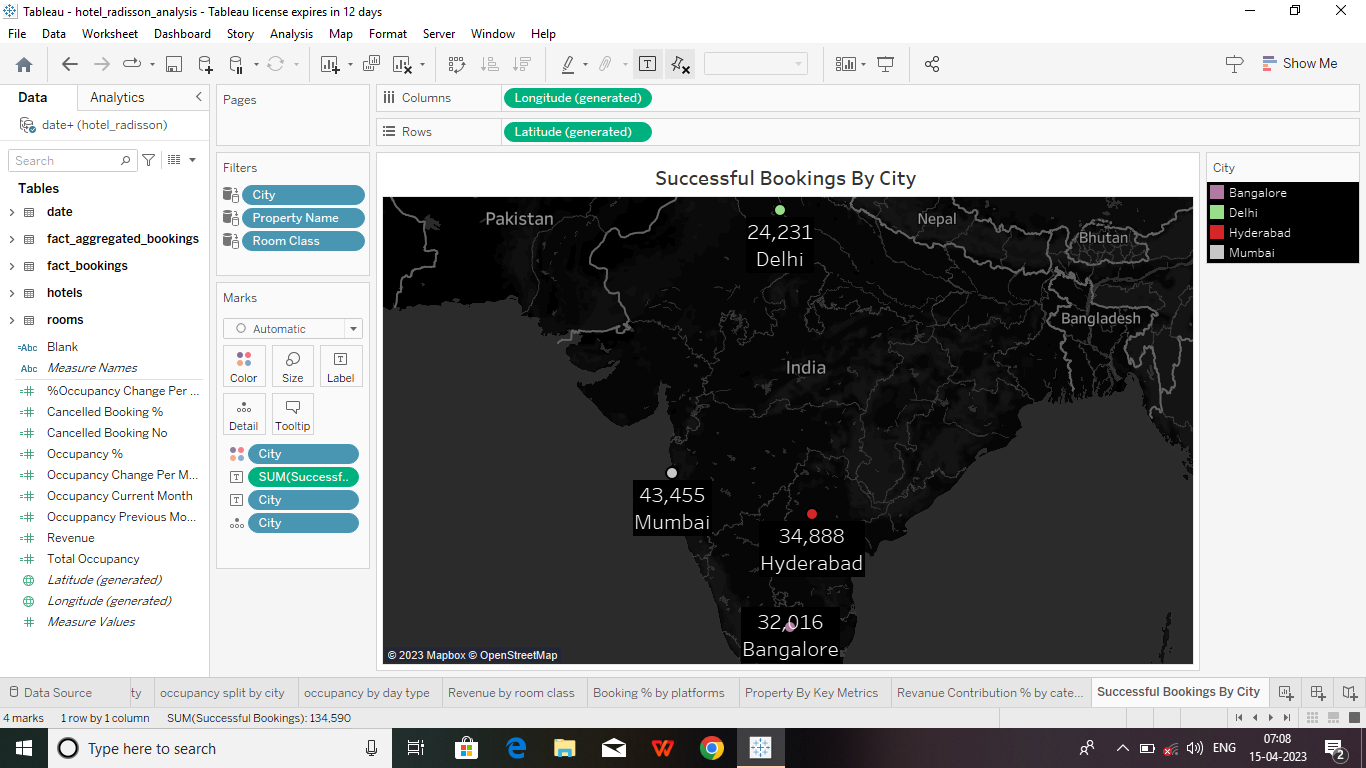 Tableau - hotel_radisson_analysis - Tableau license expires in 12 days
File Data Worksheet Dashboard Story Analysis Map Format Server Window Help
Show Me
Data Analytics
date+ (hotel_radisson)
Search
Tables
date
fact_aggregated_bookings
fact_bookings
hotels
rooms
=Abc Blank
Abc Measure Names
%Occupancy Change Per ...
Cancelled Booking %
Cancelled Booking No
Occupancy %
Occupancy Change Per M...
Occupancy Current Month
Occuppancy Previous Mo...
Revenue
Total Occupancy
Latitude (generated)
Longitude (generated)
Measure Values
Pages
Filters
City
Property Name
Room Class
Marks
Automatic
Color Size Label
Detail Tooltip
City
SUM(Successf..
City
City
Columns Longitude (generated)
Rows Latitude (generated)
Successful Bookings By City
Pakistan
Nepal
Bhutan
Bangladesh
India
24,231
Delhi
43,455
Mumbai
34,888
Hyderabad
32,016
Bangalore
© 2023 Mapbox © OpenStreetMap
City
Bangalore
Delhi
Hyderabad
Mumbai
Data Source ty occupancy split by city occupancy by day type Revenue by room class Booking % by platforms Property By Key Metrics Revanue Contribution % by cate... Successful Bookings By City
4 marks 1 row by 1 column SUM(Successful Bookings): 134,590
Type here to search
ENG
07:08
15-04-2023
2